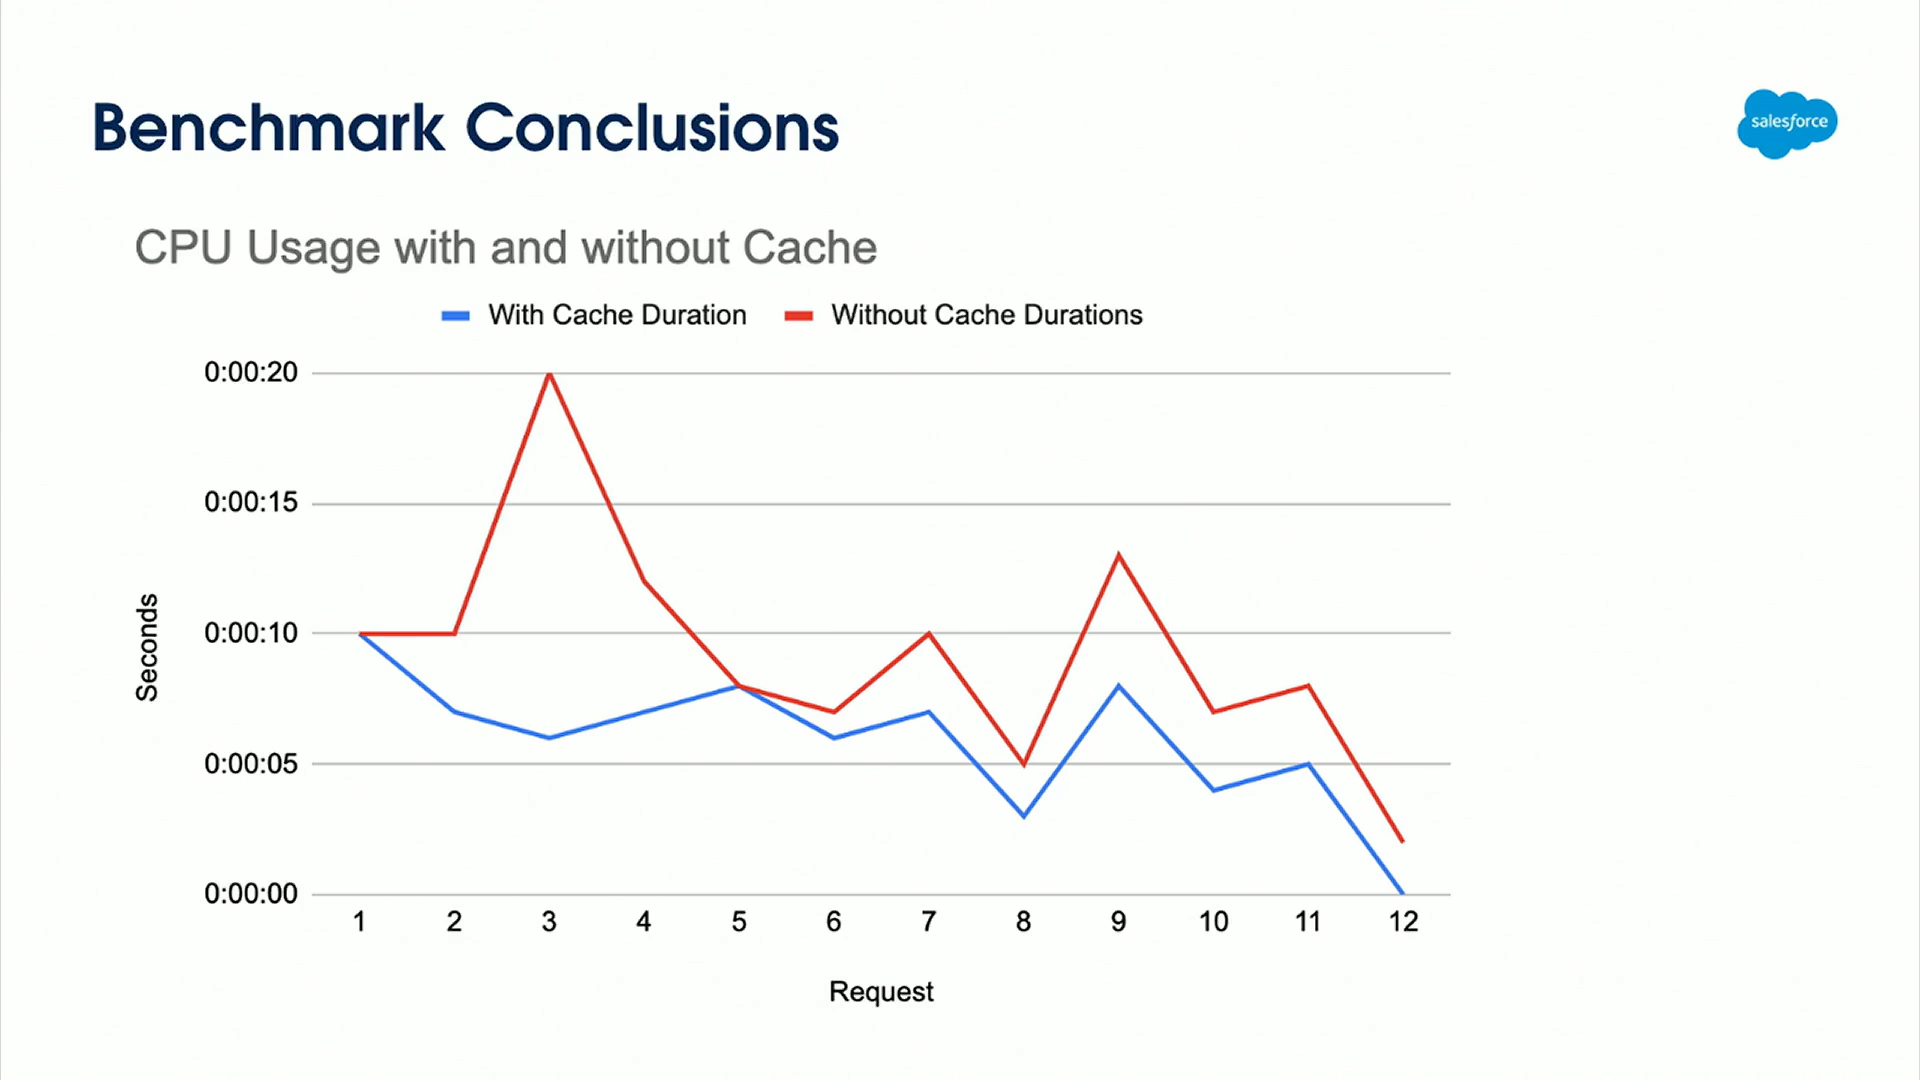 Benchmark Conclusions
salesforce
CPU Usage with and without Cache
With Cache Duration Without Cache Durations
0:00:20
0:00:15
0:00:10
0:00:05
0:00:00
Seconds
1 2 3 4 5 6 7 8 9 10 11 12
Request